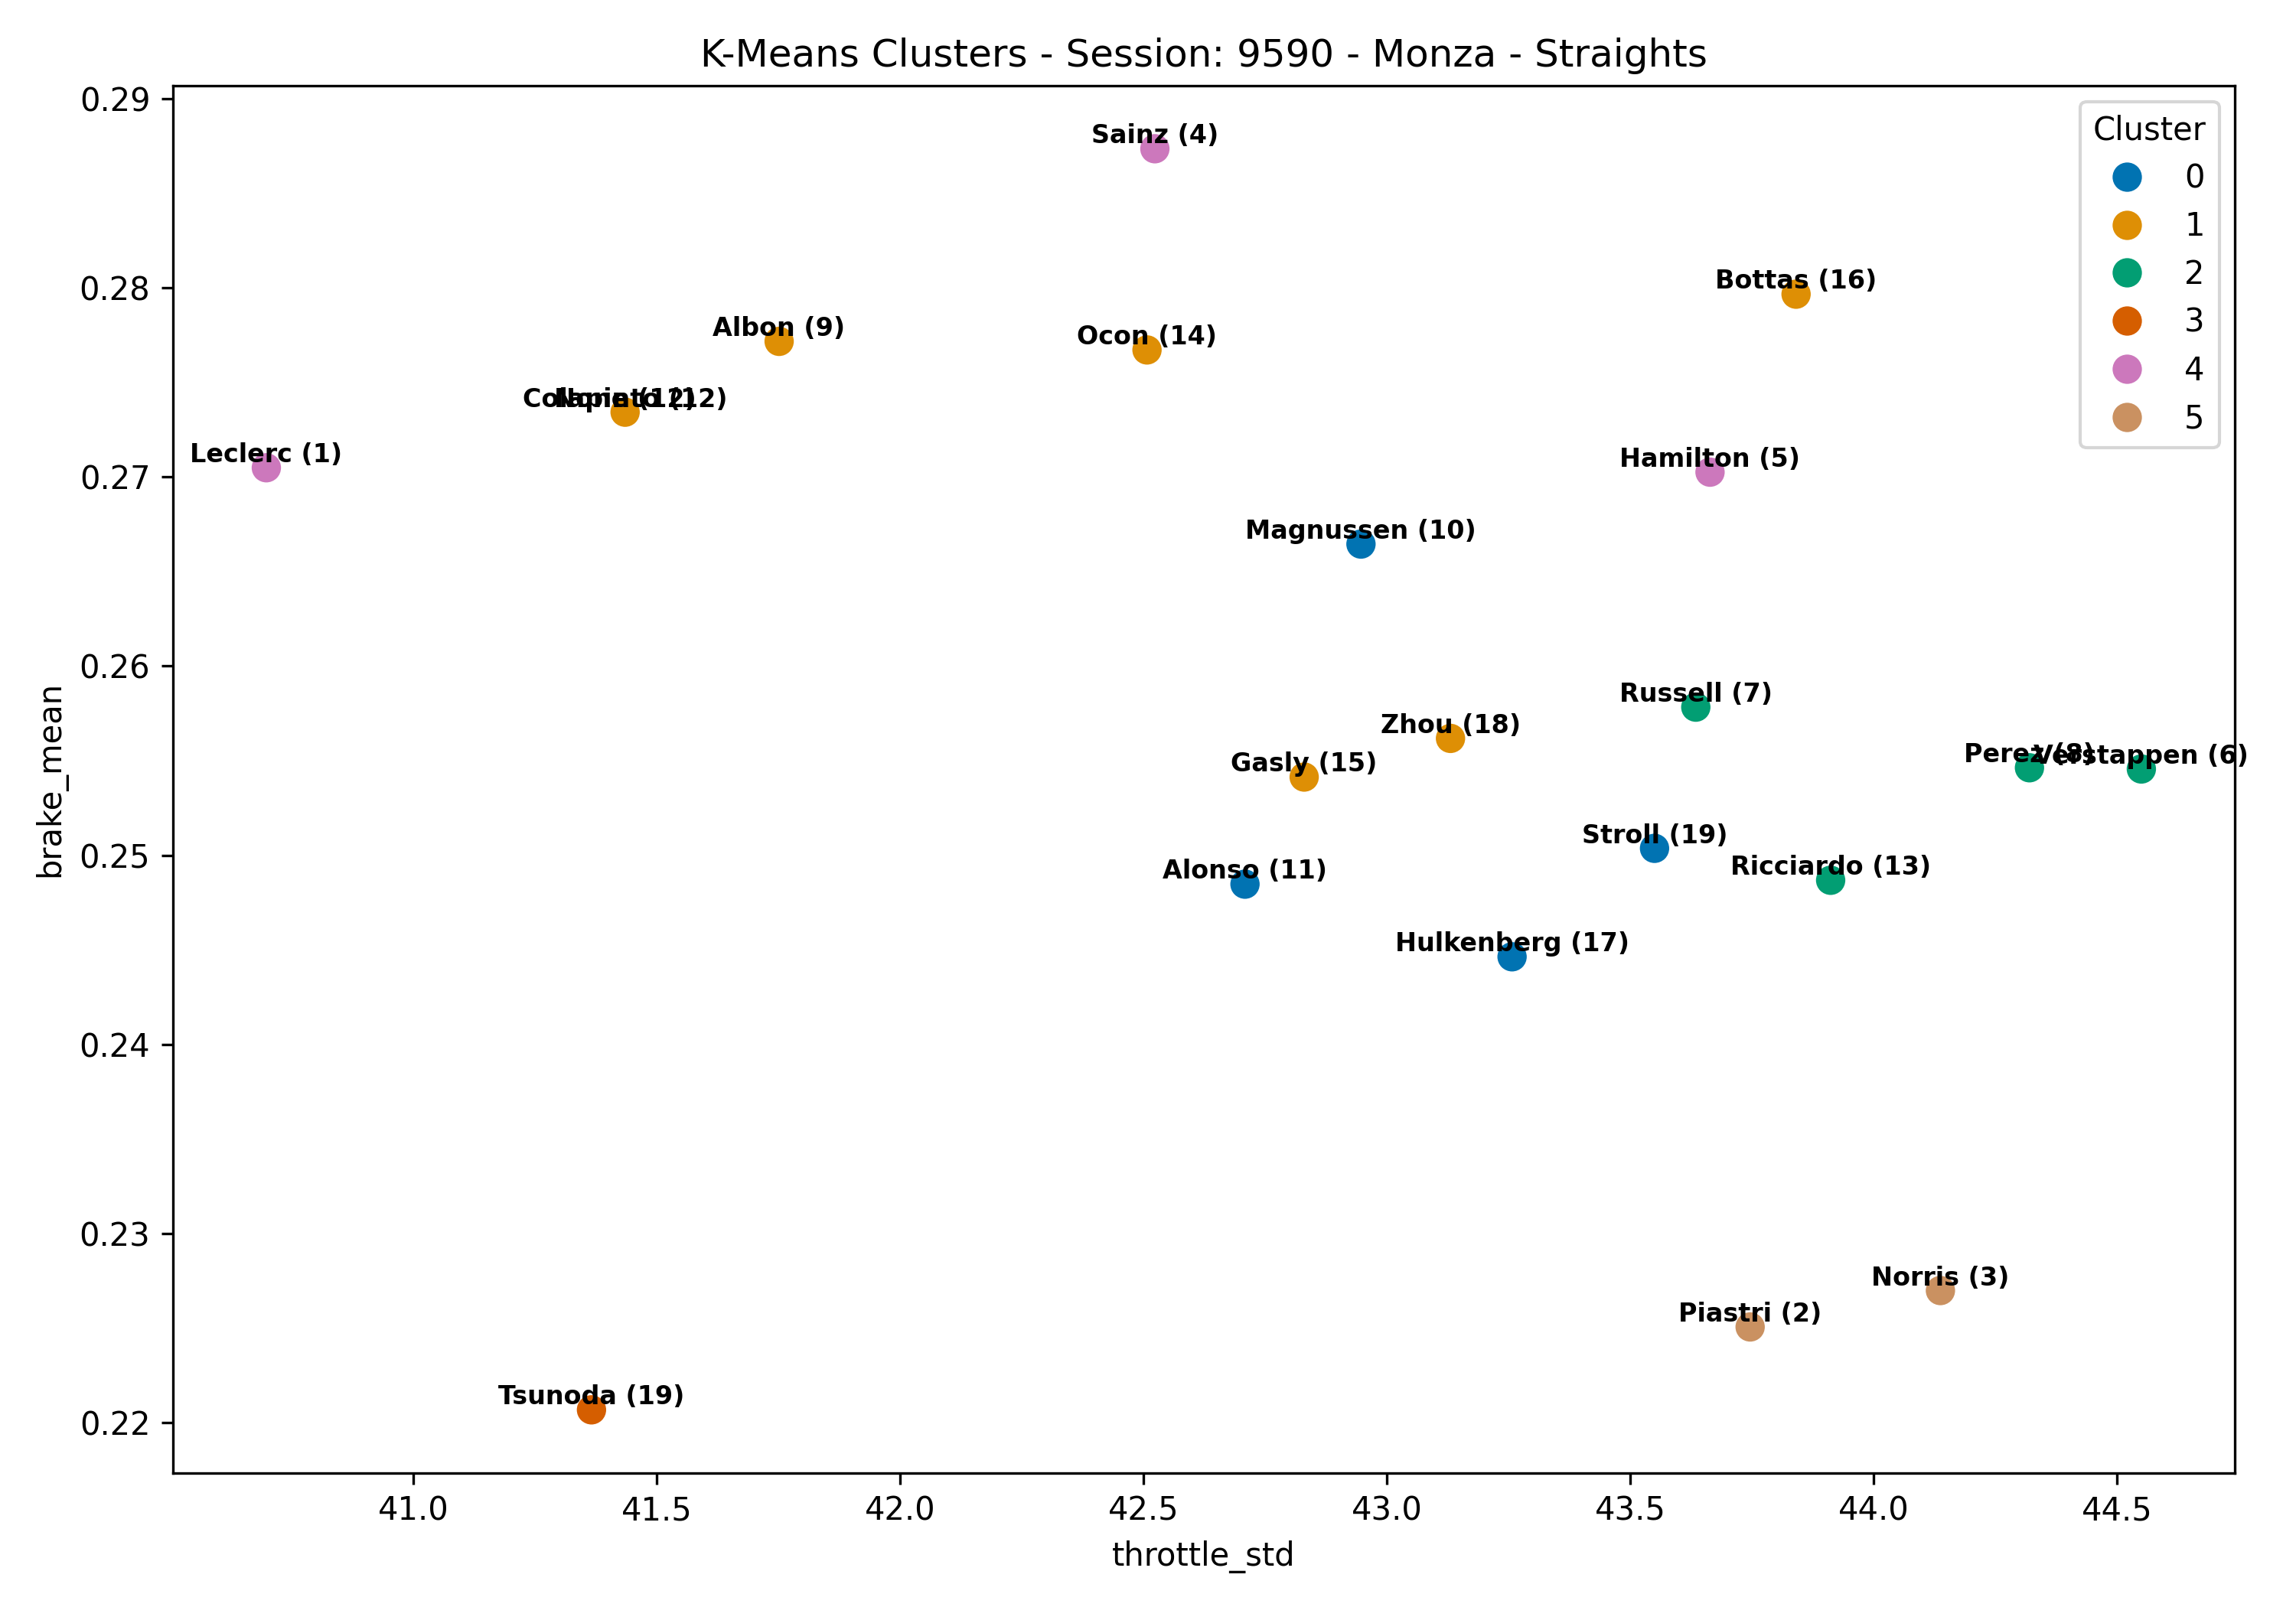 K-Means Clusters - Session: 9590 - Monza - Straights
0.29
0.28
0.27
0.26
0.25
0.24
0.23
0.22
brake_mean
Cluster
0
1
2
3
4
5
Sainz (4)
Bottas (16)
Albon (9)
Ocon (14)
Leclerc (1)
Hamilton (5)
Magnussen (10)
Russell (7)
Zhou (18)
Perez (8)
Verstappen (6)
Gasly (15)
Stroll (19)
Ricciardo (13)
Alonso (11)
Hulkenberg (17)
Norris (3)
Piastri (2)
Tsunoda (19)
41.0
41.5
42.0
42.5
43.0
43.5
44.0
44.5
throttle_std